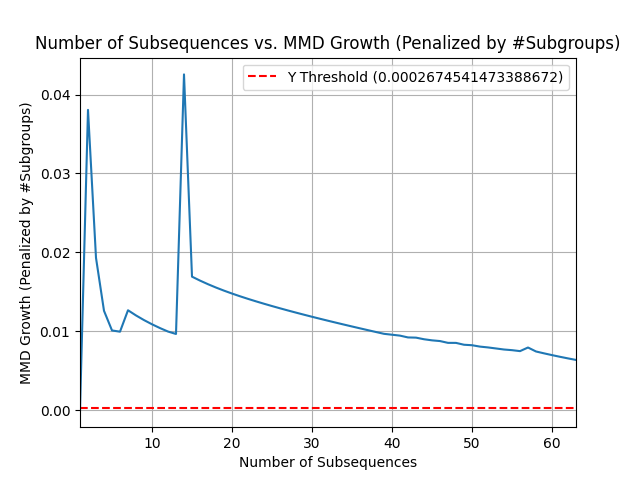 Number of Subsequences vs. MMD Growth (Penalized by #Subgroups)
Y Threshold (0.0002674541473388672)
MMD Growth (Penalized by #Subgroups)
0.04
0.03
0.02
0.01
0.00
10 20 30 40 50 60
Number of Subsequences